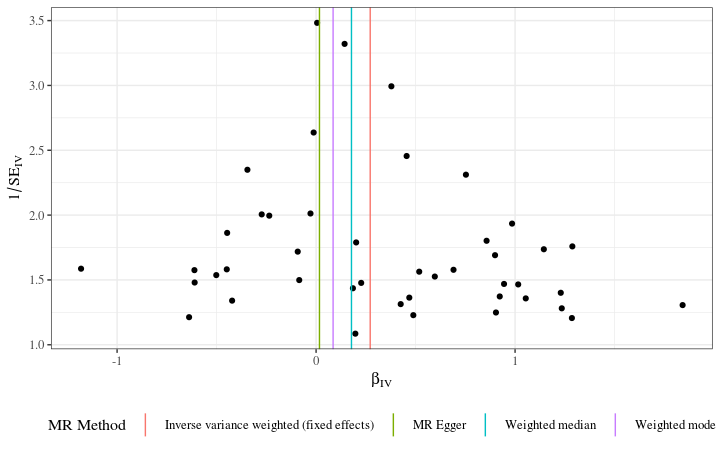 3.5
3.0
2.5
2.0
1.5
1.0
1/SE_IV
-1 0 1
β_IV
MR Method Inverse variance weighted (fixed effects) MR Egger Weighted median Weighted mode